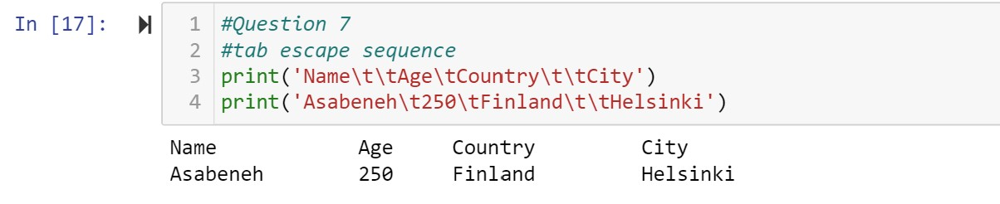 In [17]:
1 #Question 7
2 #tab escape sequence
3 print('Name\t\tAge\tCountry\t\tCity')
4 print('Asabeneh\t250\tFinland\t\tHelsinki')
Name Age Country City
Asabeneh 250 Finland Helsinki